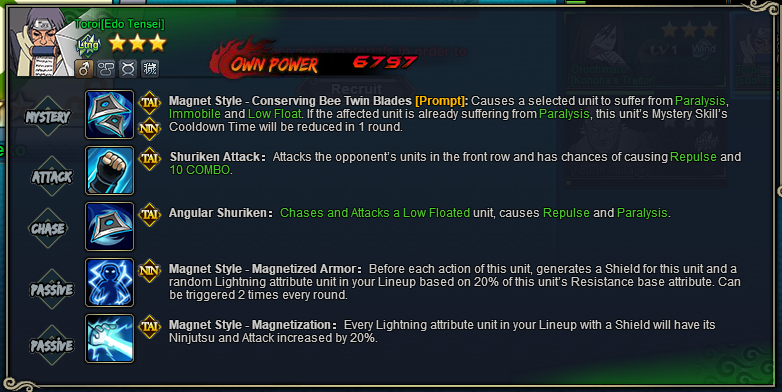 Toroi[Edo Tensei]
Ltng
OWN POWER 6797
LV1
Recruit
MYSTERY
TAI
NIN
Magnet Style - Conserving Bee Twin Blades [Prompt]: Causes a selected unit to suffer from Paralysis,
Immobile and Low Float. If the affected unit is already suffering from Paralysis, this unit's Mystery Skill's
Cooldown Time will be reduced in 1 round.
ATTACK
TAI
Shuriken Attack: Attacks the opponent's units in the front row and has chances of causing Repulse and
10 COMBO.
CHASE
TAI
Angular Shuriken: Chases and Attacks a Low Floated unit, causes Repulse and Paralysis.
PASSIVE
NIN
Magnet Style - Magnetized Armor: Before each action of this unit, generates a Shield for this unit and a
random Lightning attribute unit in your Lineup based on 20% of this unit's Resistance base attribute. Can
be triggered 2 times every round.
PASSIVE
TAI
Magnet Style - Magnetization: Every Lightning attribute unit in your Lineup with a Shield will have its
Ninjutsu and Attack increased by 20%.